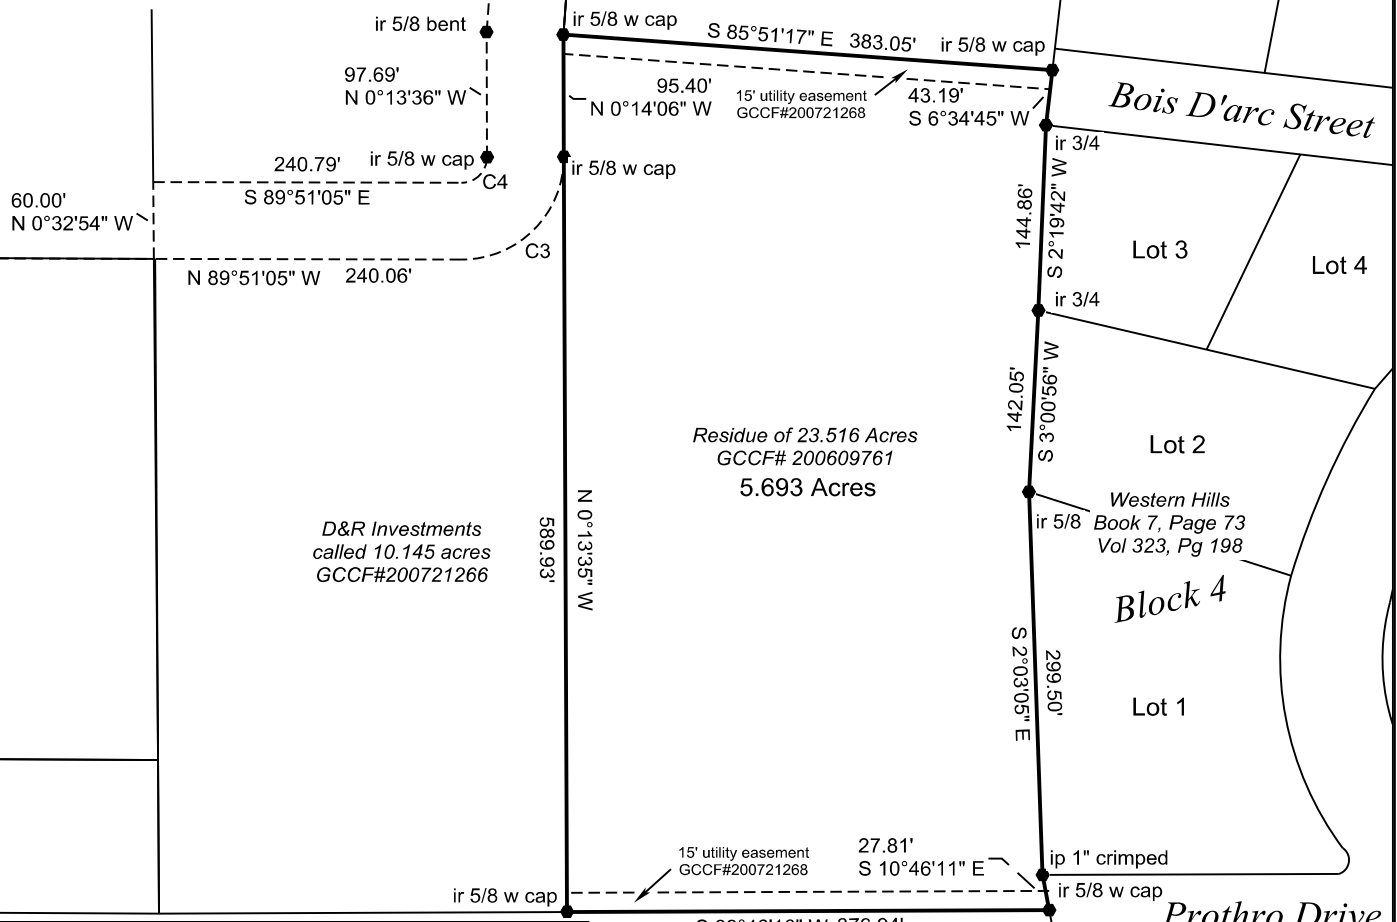 ir 5/8 bent
ir 5/8 w cap
S 85°51'17" E 383.05'
ir 5/8 w cap
97.69'
N 0°13'36" W
95.40'
N 0°14'06" W
15' utility easement
GCCF#200721268
43.19'
S 6°34'45" W
Bois D'arc Street
ir 3/4
240.79'
ir 5/8 w cap
C4
ir 5/8 w cap
S 89°51'05" E
60.00'
N 0°32'54" W
144.86'
S 2°19'42" W
Lot 3
Lot 4
C3
N 89°51'05" W 240.06'
ir 3/4
142.05'
S 3°00'56" W
Residue of 23.516 Acres
GCCF# 200609761
5.693 Acres
Lot 2
Western Hills
Book 7, Page 73
Vol 323, Pg 198
ir 5/8
D&R Investments
called 10.145 acres
GCCF#200721266
589.93'
N 0°13'35" W
Block 4
S 2°03'05" E
299.50'
Lot 1
15' utility easement
GCCF#200721268
27.81'
S 10°46'11" E
ip 1" crimped
ir 5/8 w cap
ir 5/8 w cap
Prothro Drive